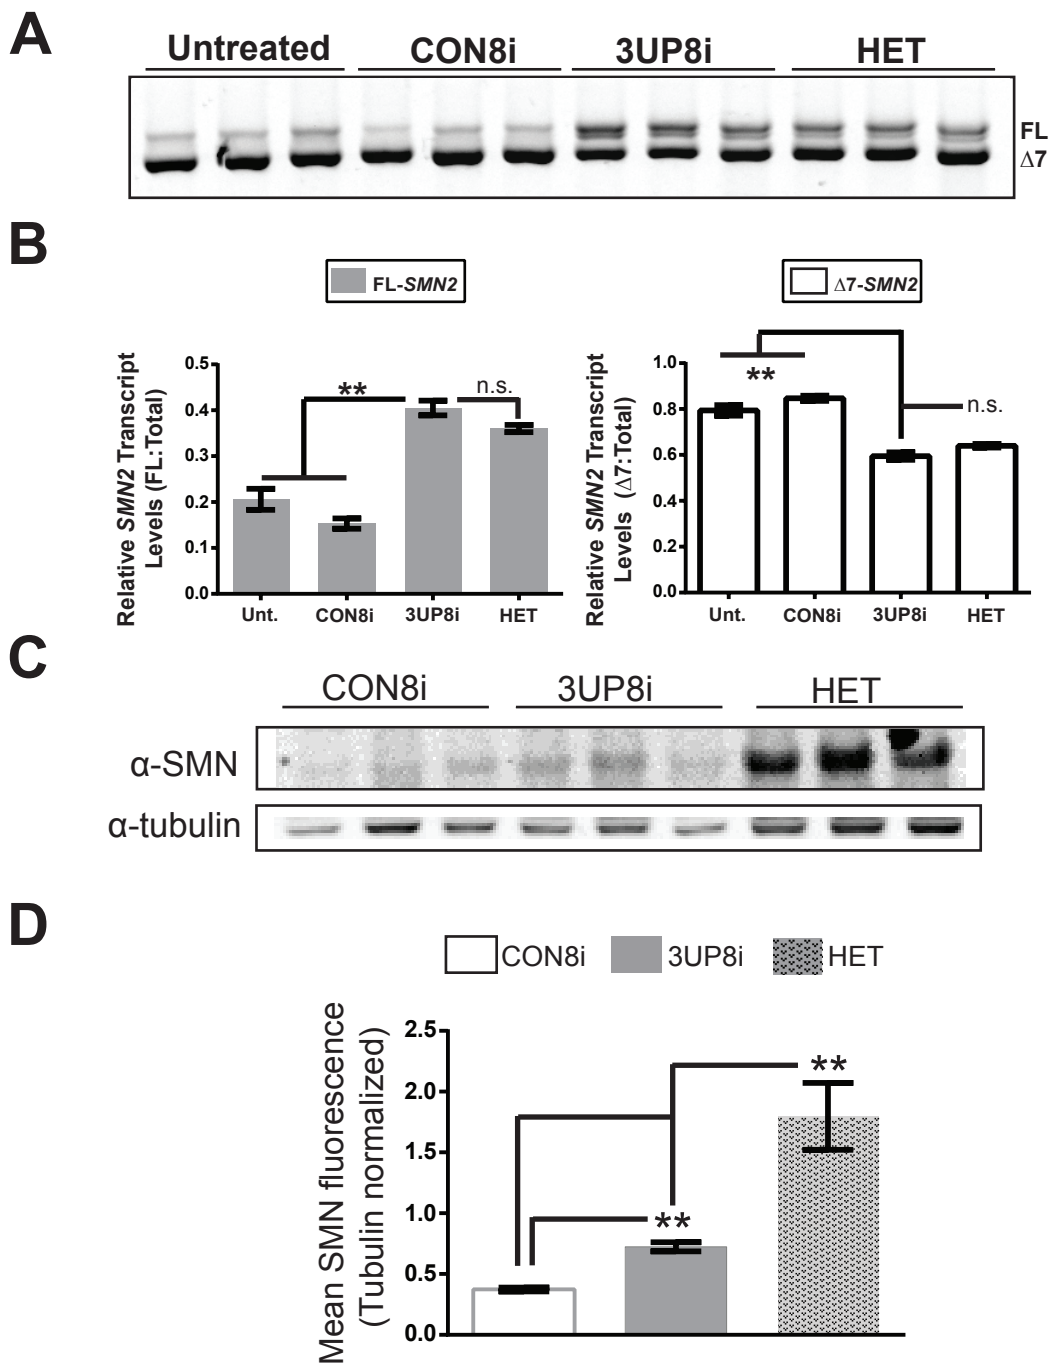 A
Untreated CON8i 3UP8i HET
FL
Δ7
B
FL-SMN2
Relative SMN2 Transcript
Levels (FL:Total)
0.5
0.4
0.3
0.2
0.1
0.0
**
n.s.
Unt. CON8i 3UP8i HET
Δ7-SMN2
Relative SMN2 Transcript
Levels (Δ7:Total)
1.0
0.8
0.6
0.4
0.2
0.0
**
n.s.
Unt. CON8i 3UP8i HET
C
CON8i 3UP8i HET
α-SMN
α-tubulin
D
CON8i 3UP8i HET
Mean SMN fluorescence
(Tubulin normalized)
2.5
2.0
1.5
1.0
0.5
0.0
**
**